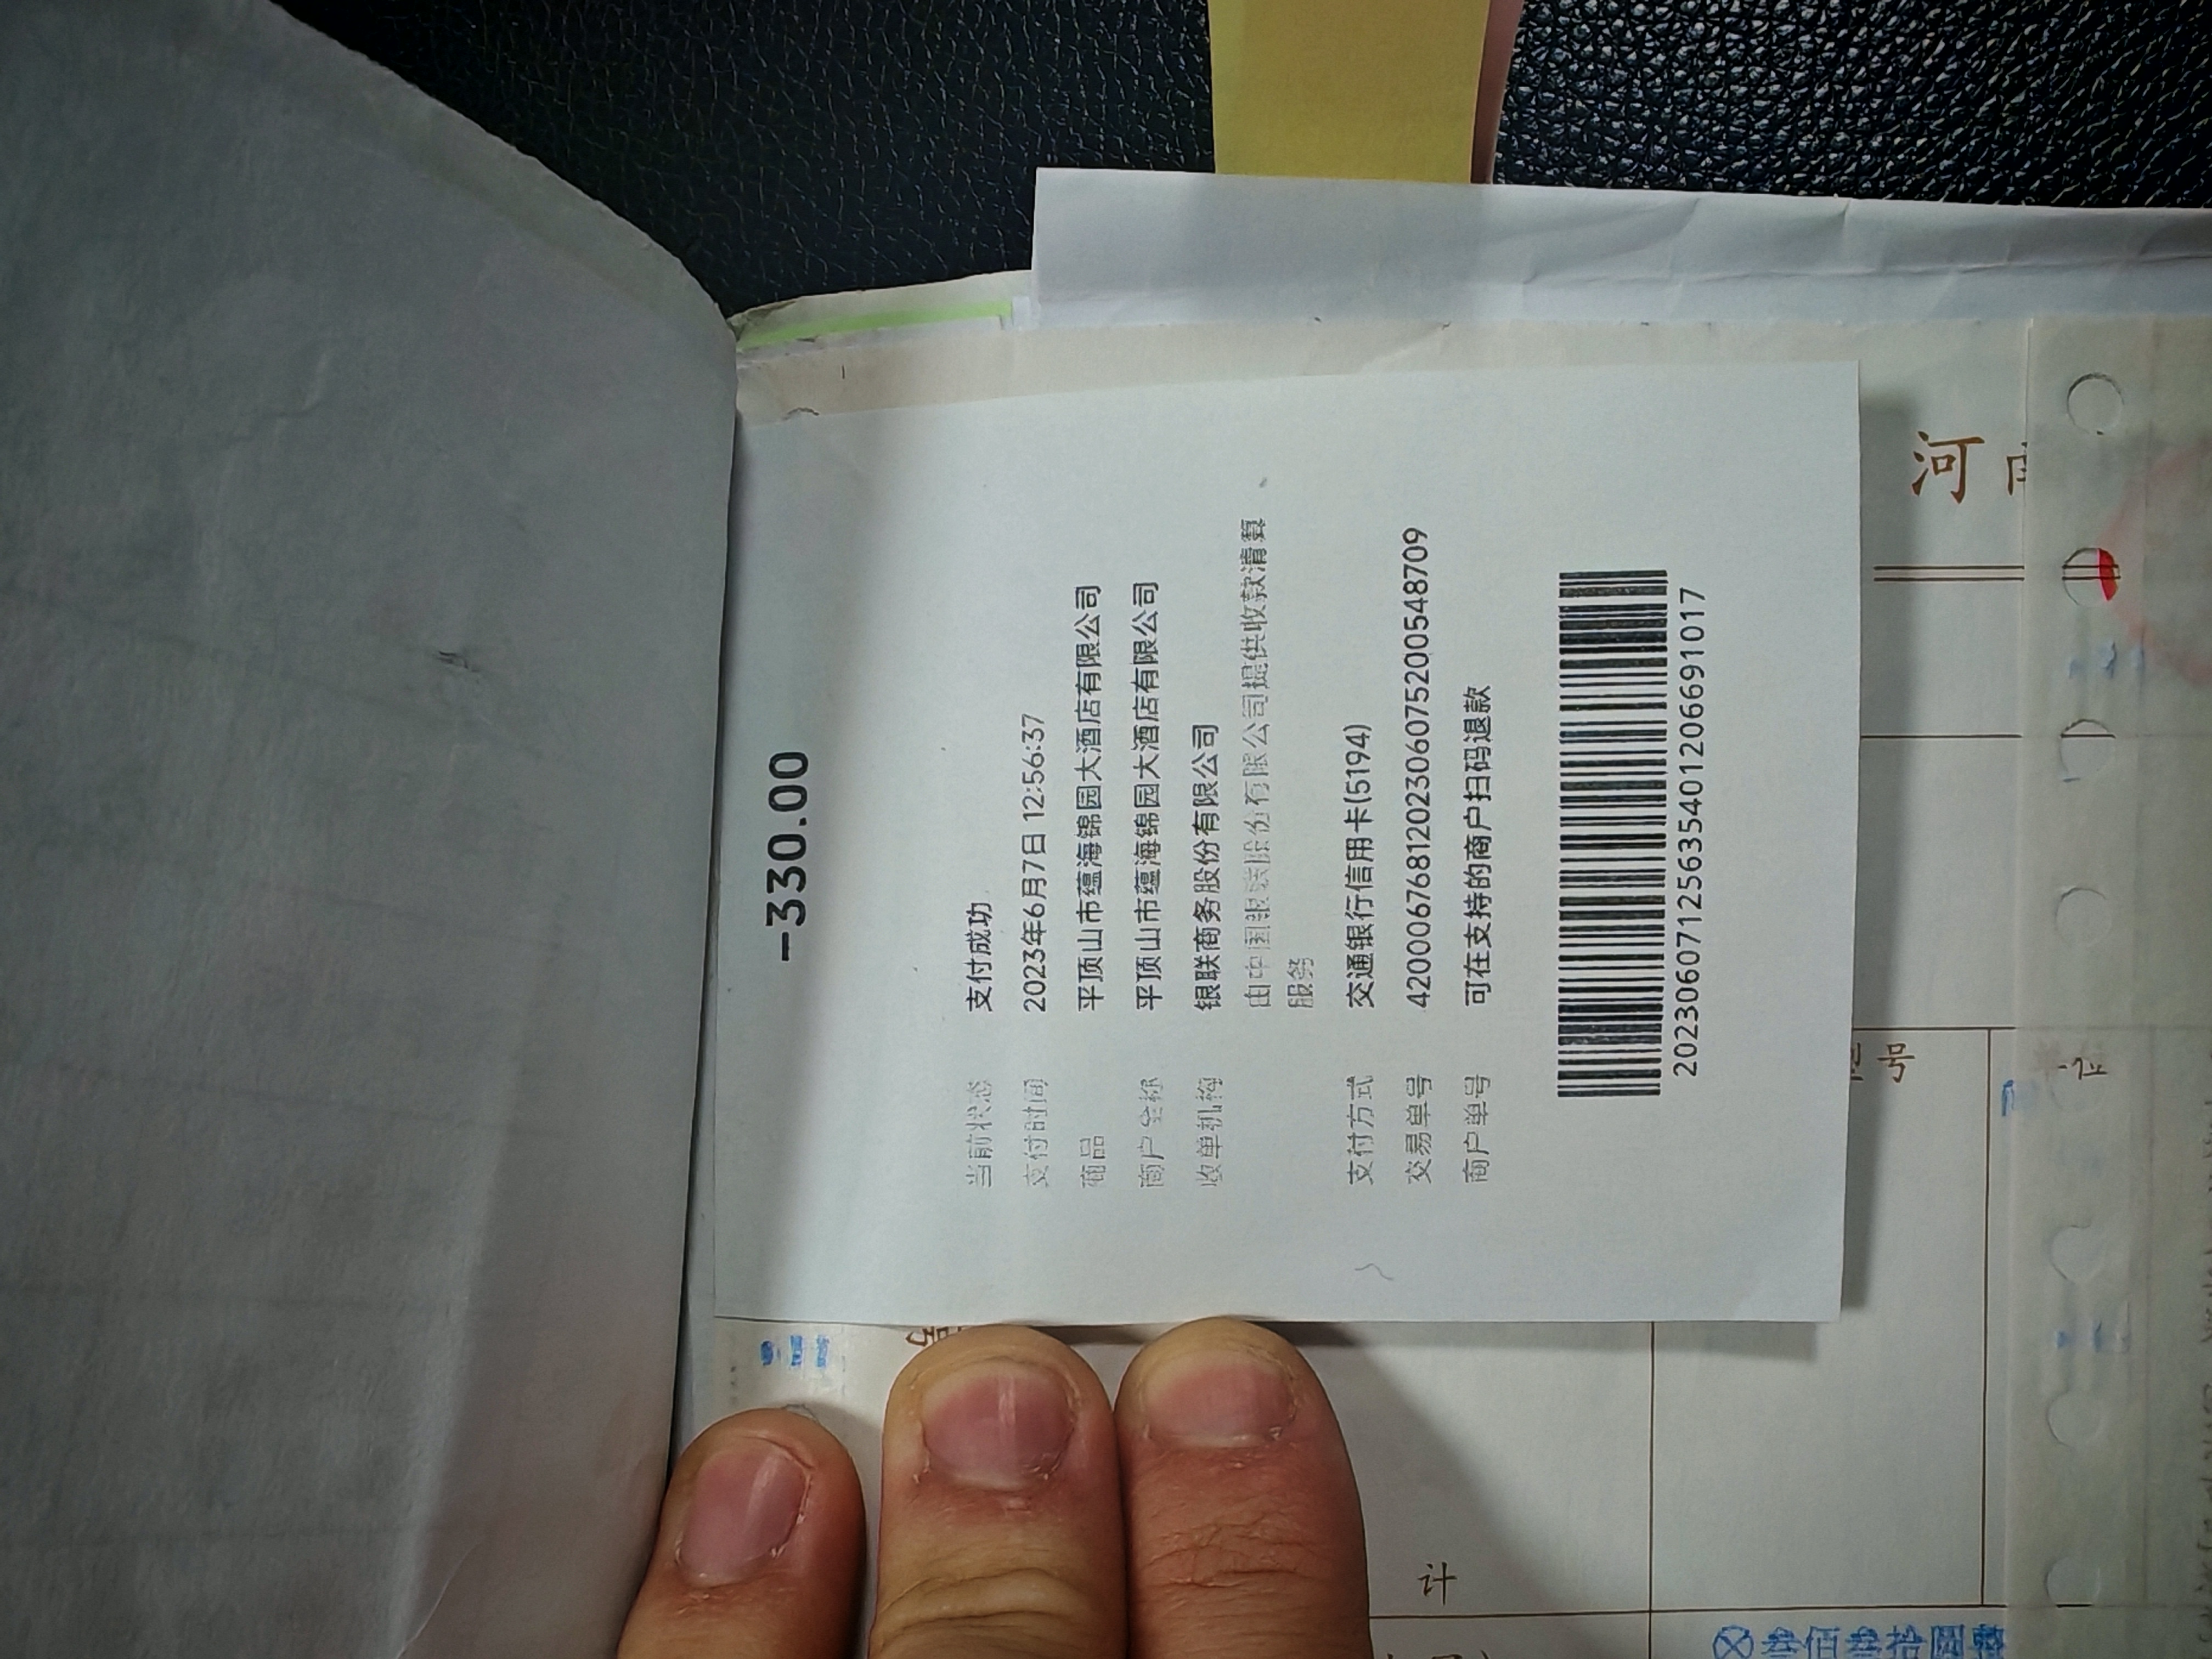 -330.00
当前状态 支付成功
支付时间 2023年6月7日 12:56:37
商品 平顶山市蕴海锦园大酒店有限公司
商户全称 平顶山市蕴海锦园大酒店有限公司
收单机构 银联商务股份有限公司
由中国银联股份有限公司提供收款清算
服务
支付方式 交通银行信用卡(5194)
交易单号 4200067681202306075200548709
商户单号 可在支持的商户扫码退款
20230607125635401206691017
计
号
河
叁佰叁拾圆整